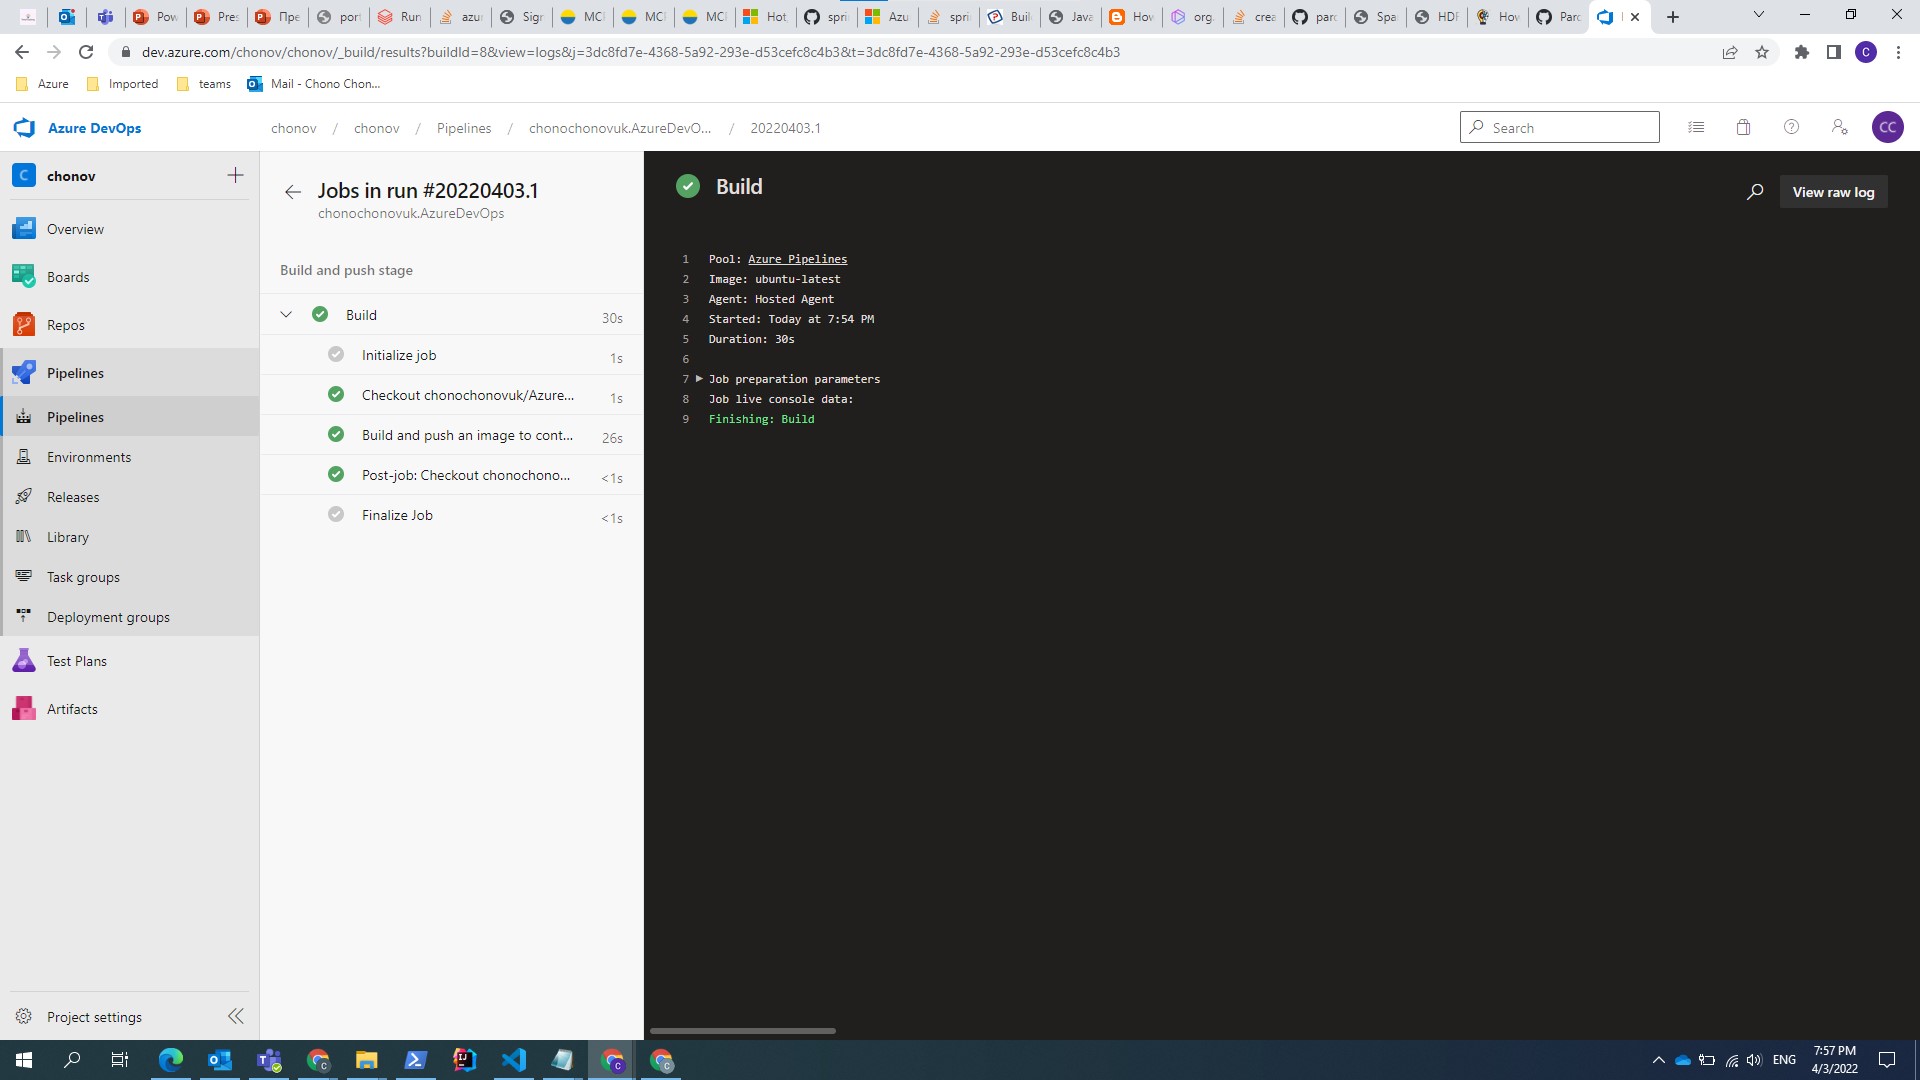 Pow
Pres
Пре
port
Run
azur
Sigr
MCI
MCI
MCI
Hot
spri
Azu
spri
Buil
Java
How
org.
crea
parc
Spa
HDF
How
Parc
dev.azure.com/chonov/chonov/_build/results?buildId=8&view=logs&j=3dc8fd7e-4368-5a92-293e-d53cefc8c4b3&t=3dc8fd7e-4368-5a92-293e-d53cefc8c4b3
C
Azure
Imported
teams
Mail - Chono Chon...
Azure DevOps
chonov / chonov / Pipelines / chonochonovuk.AzureDevO... / 20220403.1
Search
CC
C chonov
Overview
Boards
Repos
Pipelines
Pipelines
Environments
Releases
Library
Task groups
Deployment groups
Test Plans
Artifacts
Project settings
Jobs in run #20220403.1
chonochonovuk.AzureDevOps
Build and push stage
Build 30s
Initialize job 1s
Checkout chonochonovuk/Azure... 1s
Build and push an image to cont... 26s
Post-job: Checkout chonochono... <1s
Finalize Job <1s
Build
View raw log
1 Pool: Azure Pipelines
2 Image: ubuntu-latest
3 Agent: Hosted Agent
4 Started: Today at 7:54 PM
5 Duration: 30s
6
7 Job preparation parameters
8 Job live console data:
9 Finishing: Build
ENG
7:57 PM
4/3/2022